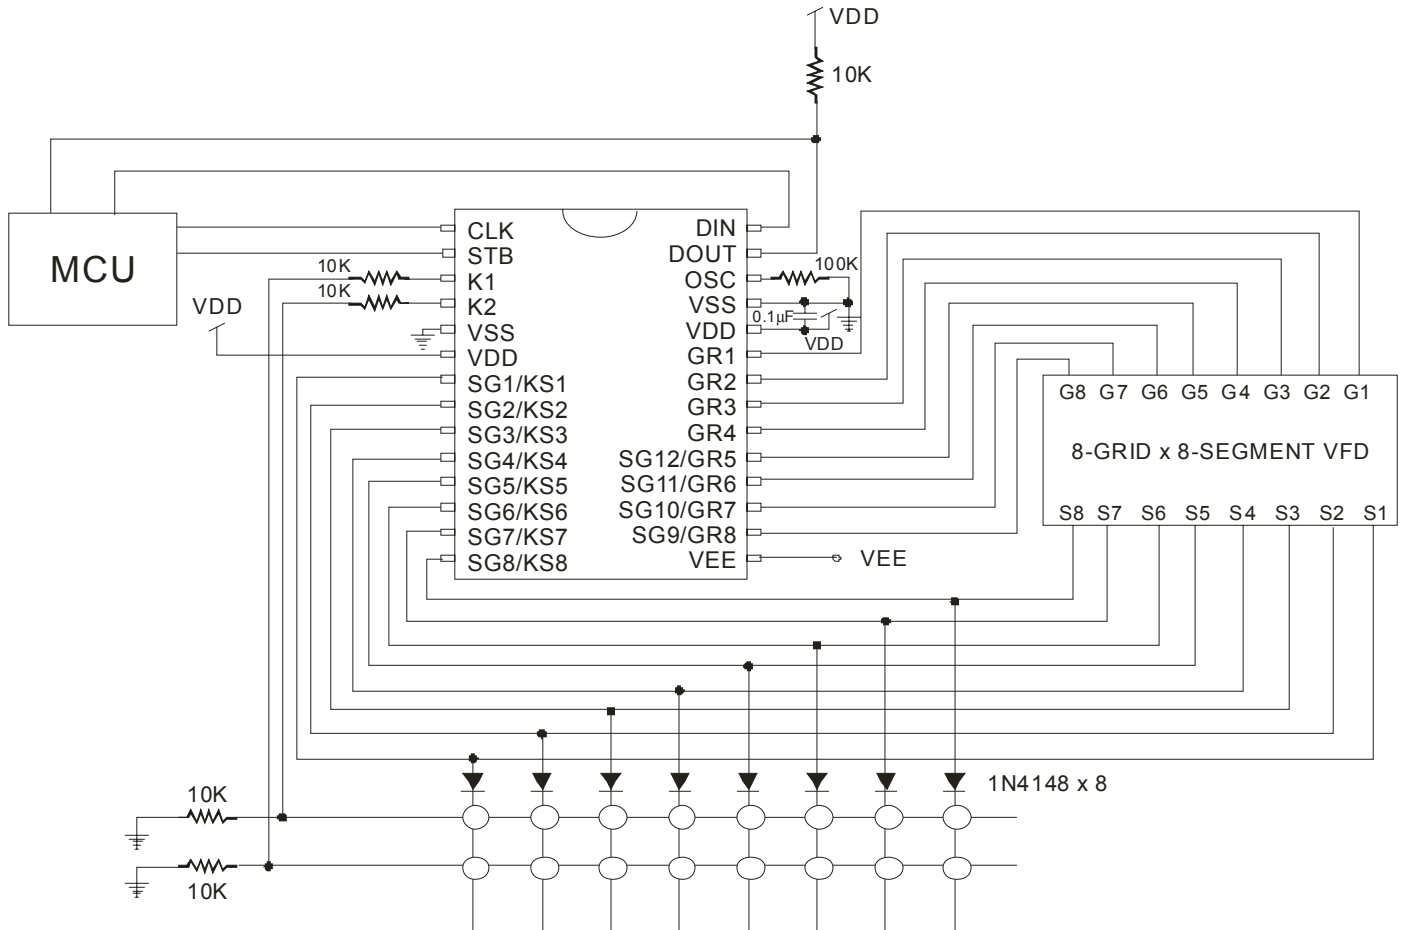 VDD
10K
MCU
CLK
STB
K1
K2
VSS
VDD
SG1/KS1
SG2/KS2
SG3/KS3
SG4/KS4
SG5/KS5
SG6/KS6
SG7/KS7
SG8/KS8
DIN
DOUT
OSC
VSS
VDD
GR1
GR2
GR3
GR4
SG12/GR5
SG11/GR6
SG10/GR7
SG9/GR8
VEE
10K
10K
VDD
100K
0.1µF
VDD
VEE
G8 G7 G6 G5 G4 G3 G2 G1
8-GRID x 8-SEGMENT VFD
S8 S7 S6 S5 S4 S3 S2 S1
1N4148 x 8
10K
10K